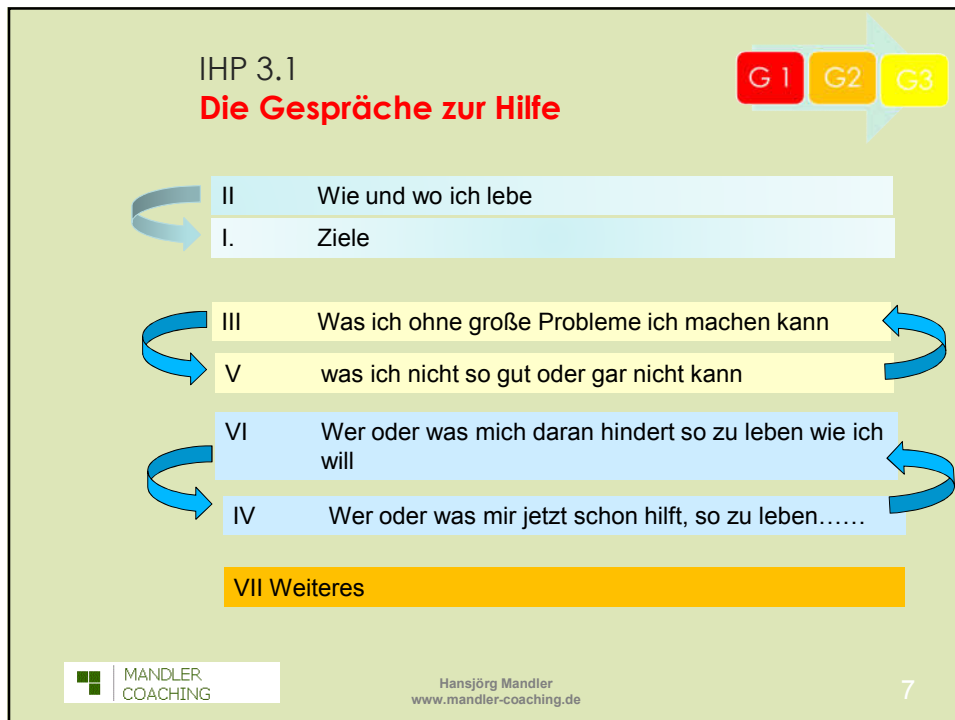 IHP 3.1
Die Gespräche zur Hilfe
G 1 G2 G3
II Wie und wo ich lebe
I. Ziele
III Was ich ohne große Probleme ich machen kann
V was ich nicht so gut oder gar nicht kann
VI Wer oder was mich daran hindert so zu leben wie ich
will
IV Wer oder was mir jetzt schon hilft, so zu leben……
VII Weiteres
MANDLER
COACHING
Hansjörg Mandler
www.mandler-coaching.de
7